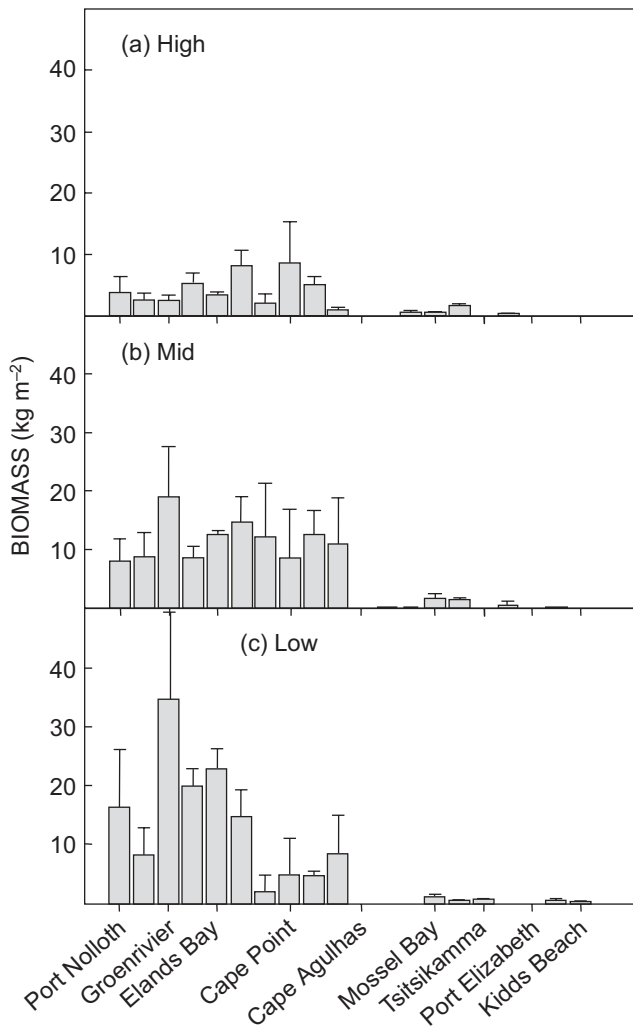 (a) High
40
30
20
10
(b) Mid
40
30
20
10
(c) Low
40
30
20
10
BIOMASS (kg m−2)
Port Nolloth
Groenrivier
Elands Bay
Cape Point
Cape Agulhas
Mossel Bay
Tsitsikamma
Port Elizabeth
Kidds Beach